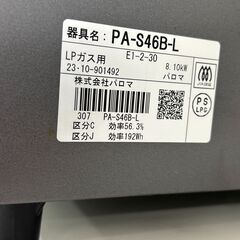 器具名: PA-S46B-L
LPガス用 E1-2-30 8.10kW
23・10-901492 パロマ
株式会社パロマ
307 PA-S46B-L
区分C 効率56.3%
区分J 効率192Wh
JIA
PS
LPG